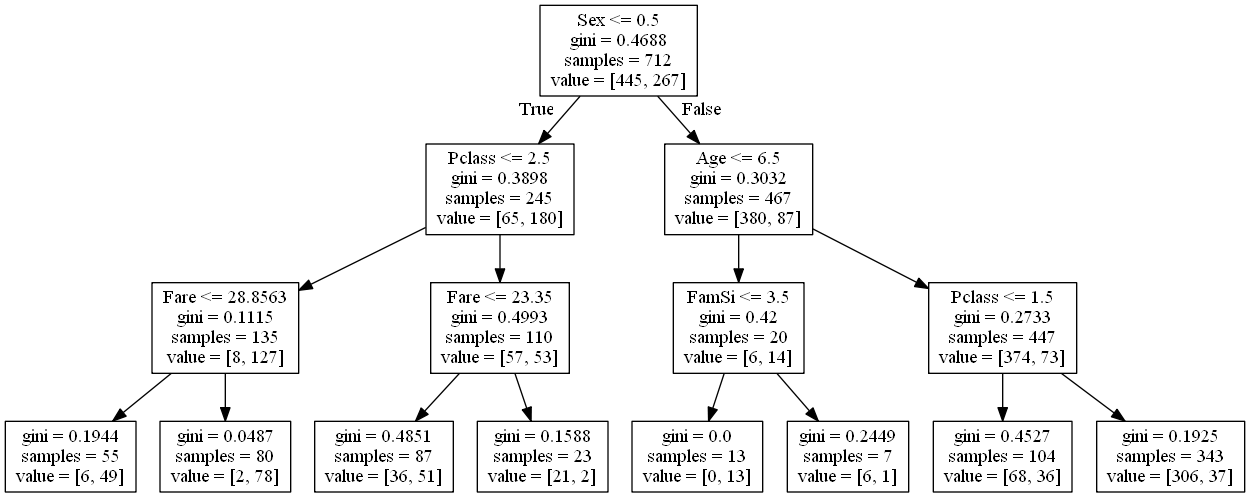 Sex <= 0.5
gini = 0.4688
samples = 712
value = [445, 267]
True
False
Pclass <= 2.5
gini = 0.3898
samples = 245
value = [65, 180]
Age <= 6.5
gini = 0.3032
samples = 467
value = [380, 87]
Fare <= 28.8563
gini = 0.1115
samples = 135
value = [8, 127]
Fare <= 23.35
gini = 0.4993
samples = 110
value = [57, 53]
FamSi <= 3.5
gini = 0.42
samples = 20
value = [6, 14]
Pclass <= 1.5
gini = 0.2733
samples = 447
value = [374, 73]
gini = 0.1944
samples = 55
value = [6, 49]
gini = 0.0487
samples = 80
value = [2, 78]
gini = 0.4851
samples = 87
value = [36, 51]
gini = 0.1588
samples = 23
value = [21, 2]
gini = 0.0
samples = 13
value = [0, 13]
gini = 0.2449
samples = 7
value = [6, 1]
gini = 0.4527
samples = 104
value = [68, 36]
gini = 0.1925
samples = 343
value = [306, 37]